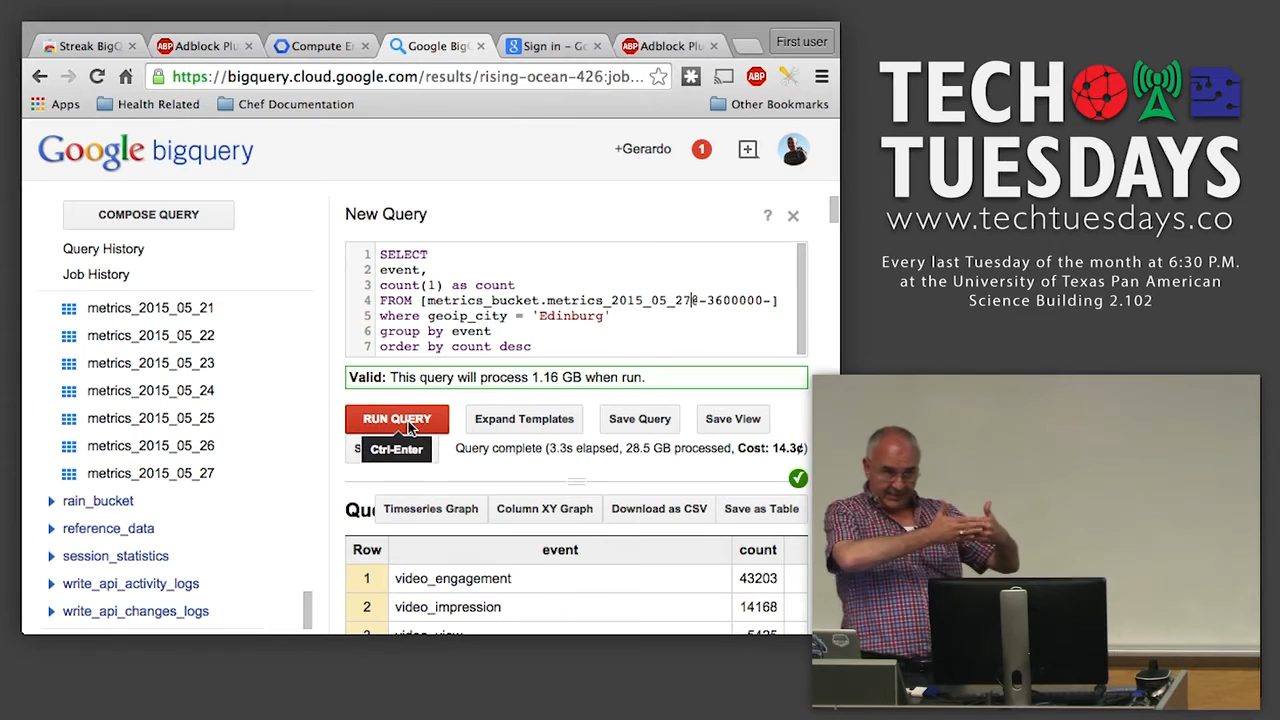 Streak BigQ
Adblock Plu
Compute E
Google BigQ
Sign in - Go
Adblock Plu
First user
https://bigquery.cloud.google.com/results/rising-ocean-426:job...
ABP
Apps
Health Related
Chef Documentation
Other Bookmarks
Google bigquery
+Gerardo
1
COMPOSE QUERY
Query History
Job History
metrics_2015_05_21
metrics_2015_05_22
metrics_2015_05_23
metrics_2015_05_24
metrics_2015_05_25
metrics_2015_05_26
metrics_2015_05_27
rain_bucket
reference_data
session_statistics
write_api_activity_logs
write_api_changes_logs
New Query
?
1 SELECT
2 event,
3 count(1) as count
4 FROM [metrics_bucket.metrics_2015_05_27@-3600000-]
5 where geoip_city = 'Edinburg'
6 group by event
7 order by count desc
Valid: This query will process 1.16 GB when run.
RUN QUERY
Expand Templates
Save Query
Save View
Ctrl-Enter
Query complete (3.3s elapsed, 28.5 GB processed, Cost: 14.3¢)
Timeseries Graph
Column XY Graph
Download as CSV
Save as Table
Row event count
1 video_engagement 43203
2 video_impression 14168
TECH
TUESDAYS
www.techtuesdays.co
Every last Tuesday of the month at 6:30 P.M.
at the University of Texas Pan American
Science Building 2.102